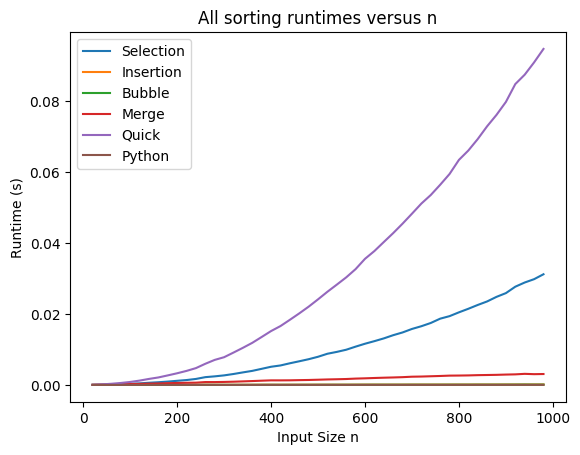 All sorting runtimes versus n
Selection
Insertion
Bubble
Merge
Quick
Python
Runtime (s)
0.08
0.06
0.04
0.02
0.00
0
200
400
600
800
1000
Input Size n